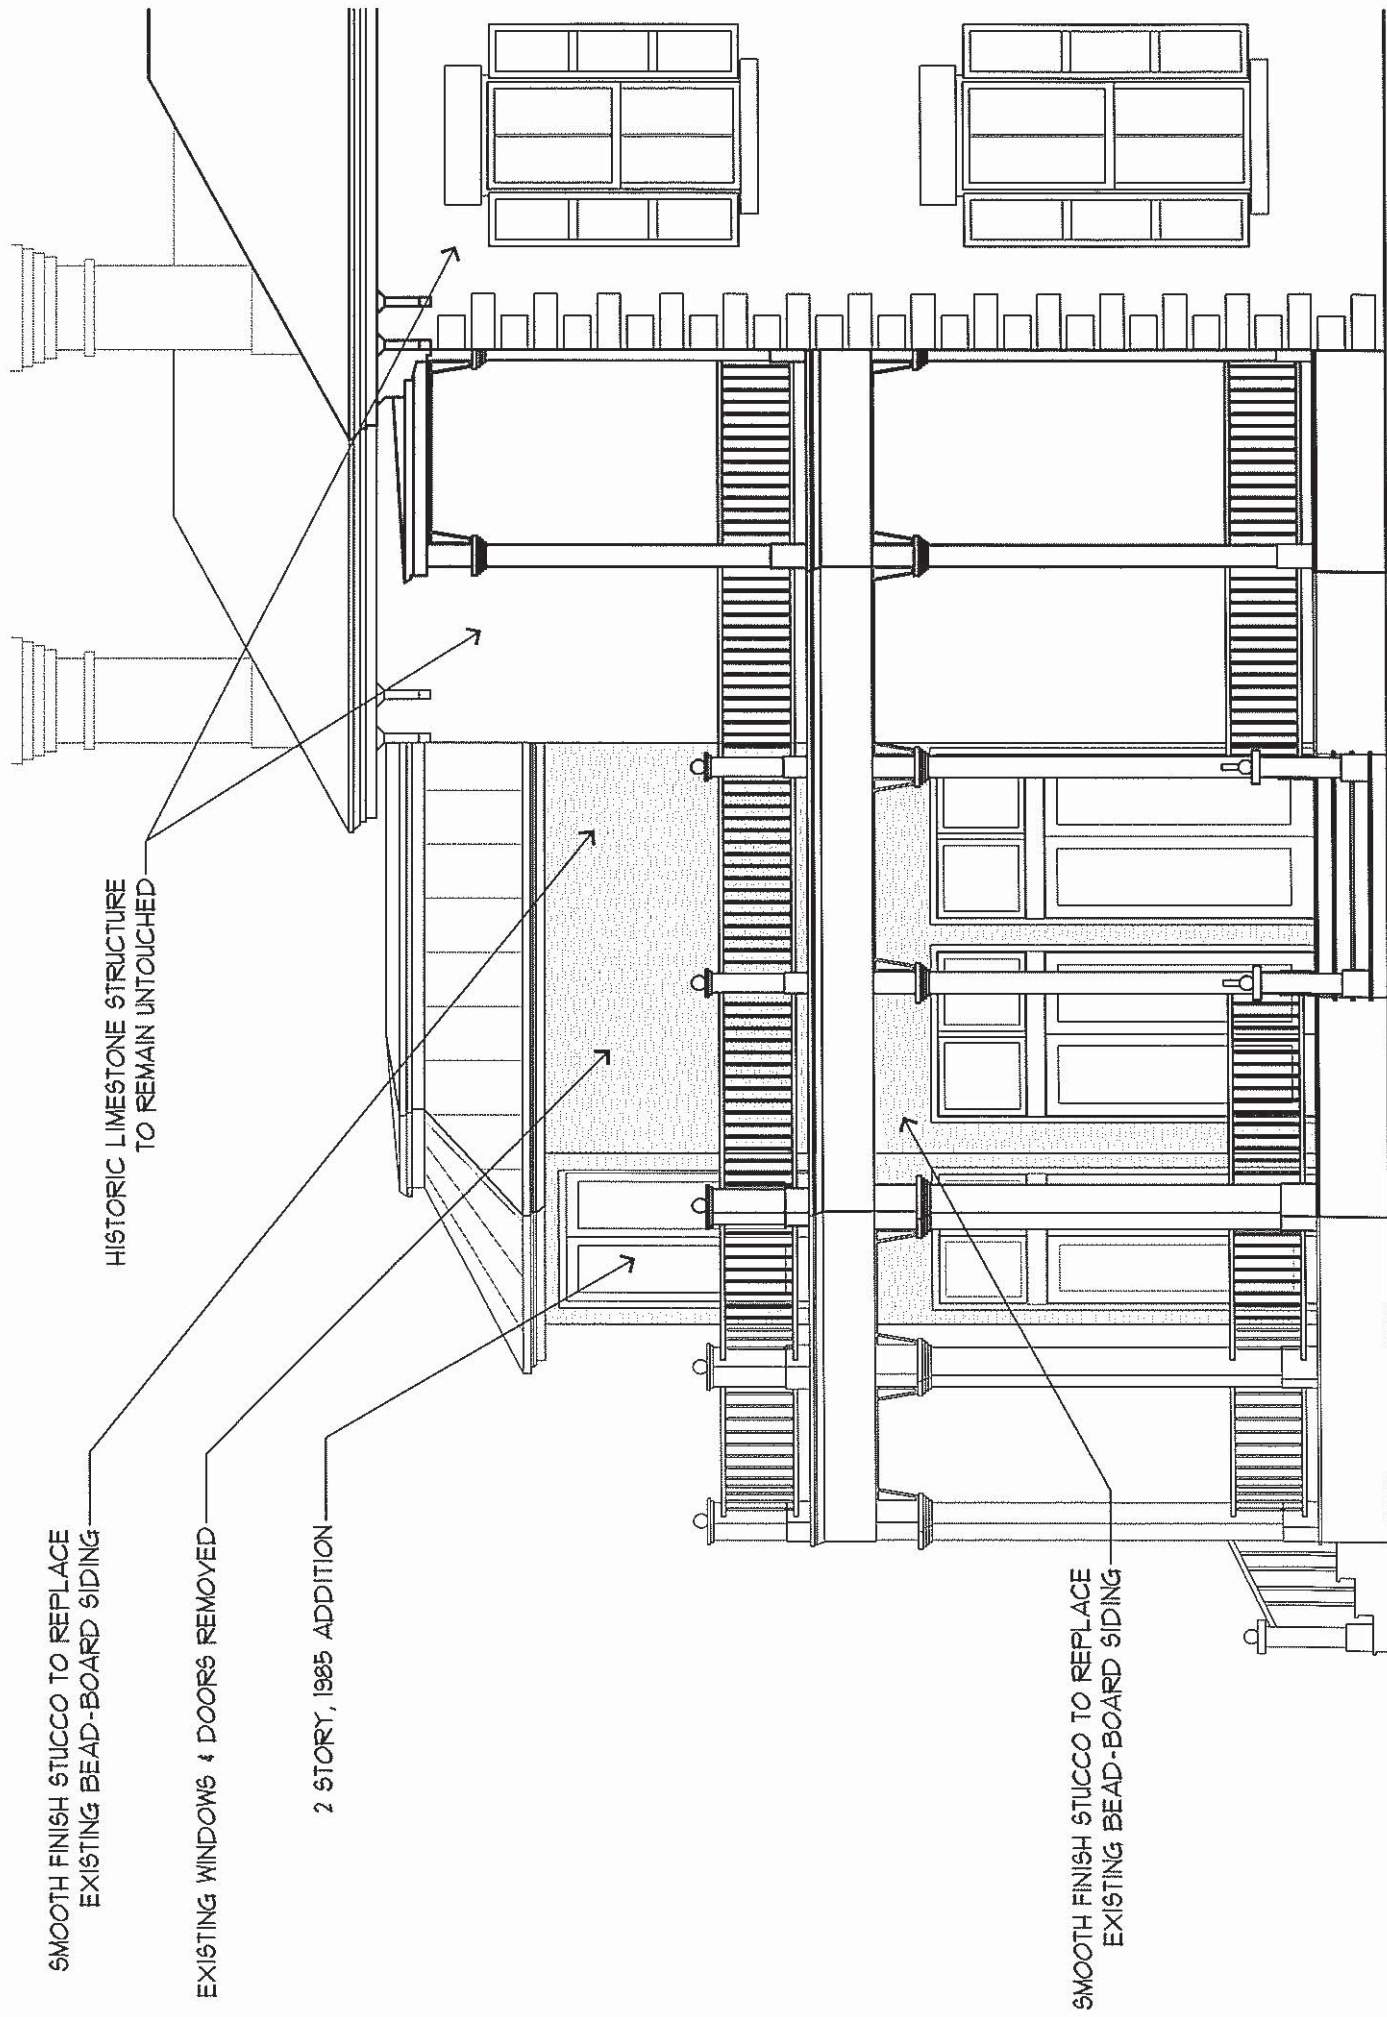 SMOOTH FINISH STUCCO TO REPLACE
EXISTING BEAD-BOARD SIDING
EXISTING WINDOWS & DOORS REMOVED
2 STORY, 1985 ADDITION
HISTORIC LIMESTONE STRUCTURE
TO REMAIN UNTOUCHED
SMOOTH FINISH STUCCO TO REPLACE
EXISTING BEAD-BOARD SIDING